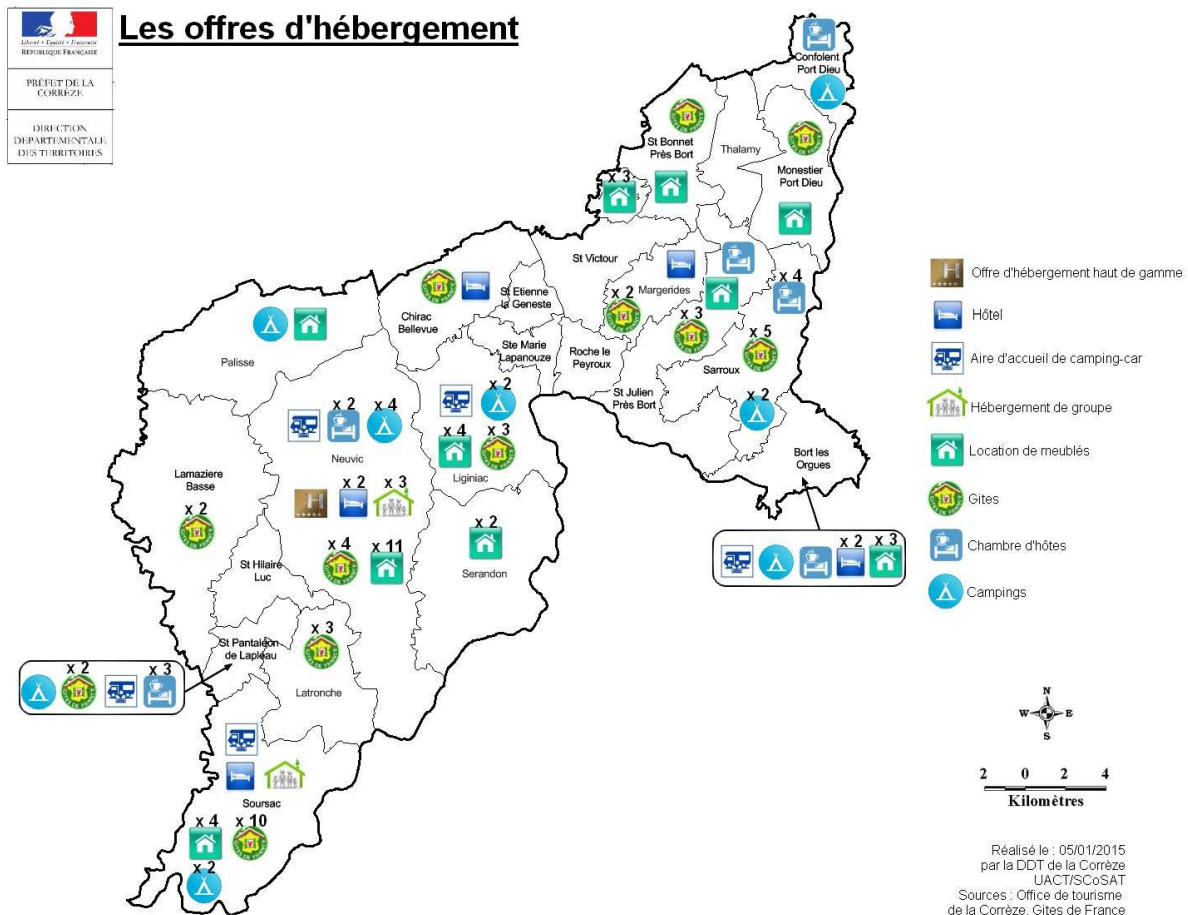 Les offres d'hébergement
Liberté • Égalité • Fraternité
RÉPUBLIQUE FRANÇAISE
PRÉFET DE LA
CORRÈZE
DIRECTION
DEPARTEMENTALE
DES TERRITOIRES
Confolent
Port Dieu
St Bonnet
Près Bort
Thalamy
Monestier
Port Dieu
x 3
St Victour
Margerides
x 4
x 2
x 3
x 5
St Etienne
la Geneste
Chirac
Bellevue
Ste Marie
Lapanouze
Roche le
Peyroux
Sarroux
St Julien
Près Bort
x 2
Bort les
Orgues
x 2 x 3
Palisse
x 2 x 4
Neuvic
x 2 x 3
x 4 x 11
x 2
x 4 x 3
Liginiac
Lamaziere
Basse
x 2
x 2
Serandon
St Hilaire
Luc
St Pantaléon
de Lapleau
x 2 x 3
x 3
Latronche
Soursac
x 4 x 10
x 2
Offre d'hébergement haut de gamme
Hôtel
Aire d'accueil de camping-car
Hébergement de groupe
Location de meublés
Gites
Chambre d'hôtes
Campings
N
W E
S
2 0 2 4
Kilomètres
Réalisé le : 05/01/2015
par la DDT de la Corrèze
UACT/SCoSAT
Sources : Office de tourisme
de la Corrèze, Gites de France